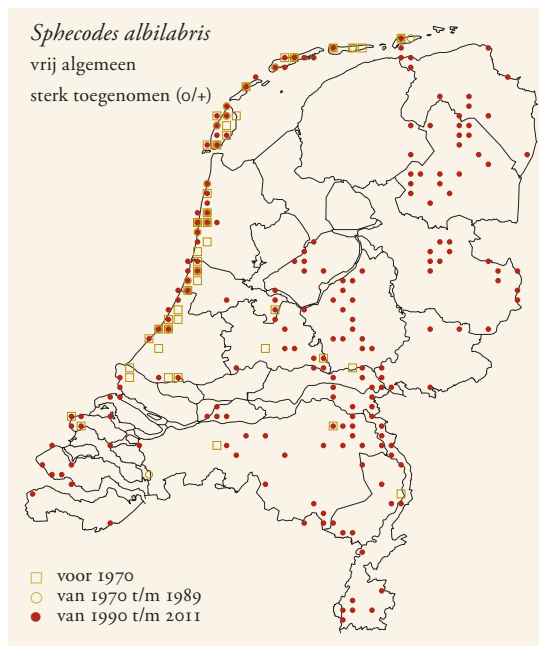 Sphecodes albilabris
vrij algemeen
sterk toegenomen (0/+)
voor 1970
van 1970 t/m 1989
van 1990 t/m 2011